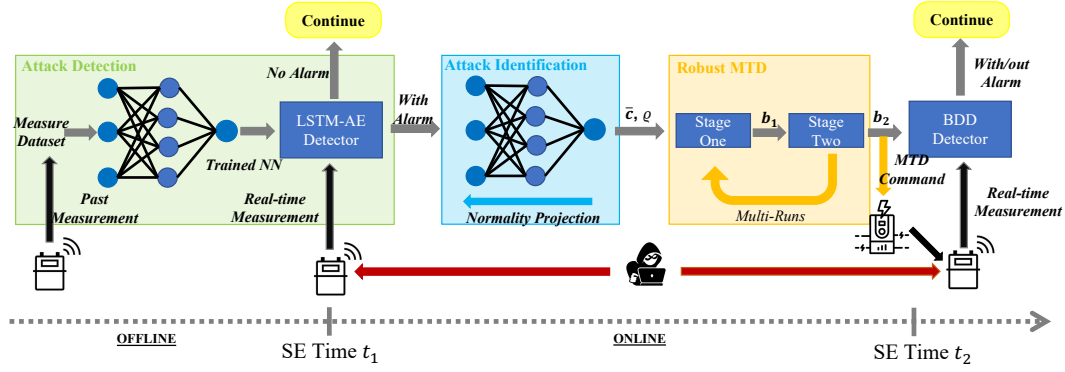 Continue
Continue
Attack Detection
No Alarm
Attack Identification
Robust MTD
With/out
Alarm
Measure
Dataset
LSTM-AE
Detector
With
Alarm
c̄, ϱ
Stage
One
b₁
Stage
Two
b₂
BDD
Detector
Trained NN
MTD
Command
Past
Measurement
Real-time
Measurement
Normality Projection
Multi-Runs
Real-time
Measurement
OFFLINE
ONLINE
SE Time t₁
SE Time t₂